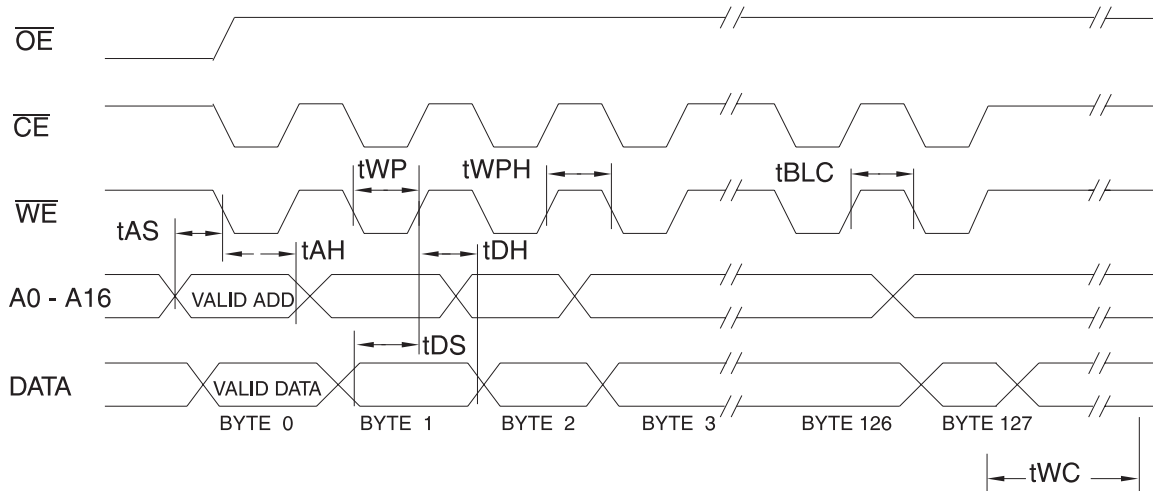 OE
CE
tWP
tWPH
tBLC
WE
tAS
tAH
tDH
A0 - A16
VALID ADD
tDS
DATA
VALID DATA
BYTE 0
BYTE 1
BYTE 2
BYTE 3
BYTE 126
BYTE 127
tWC